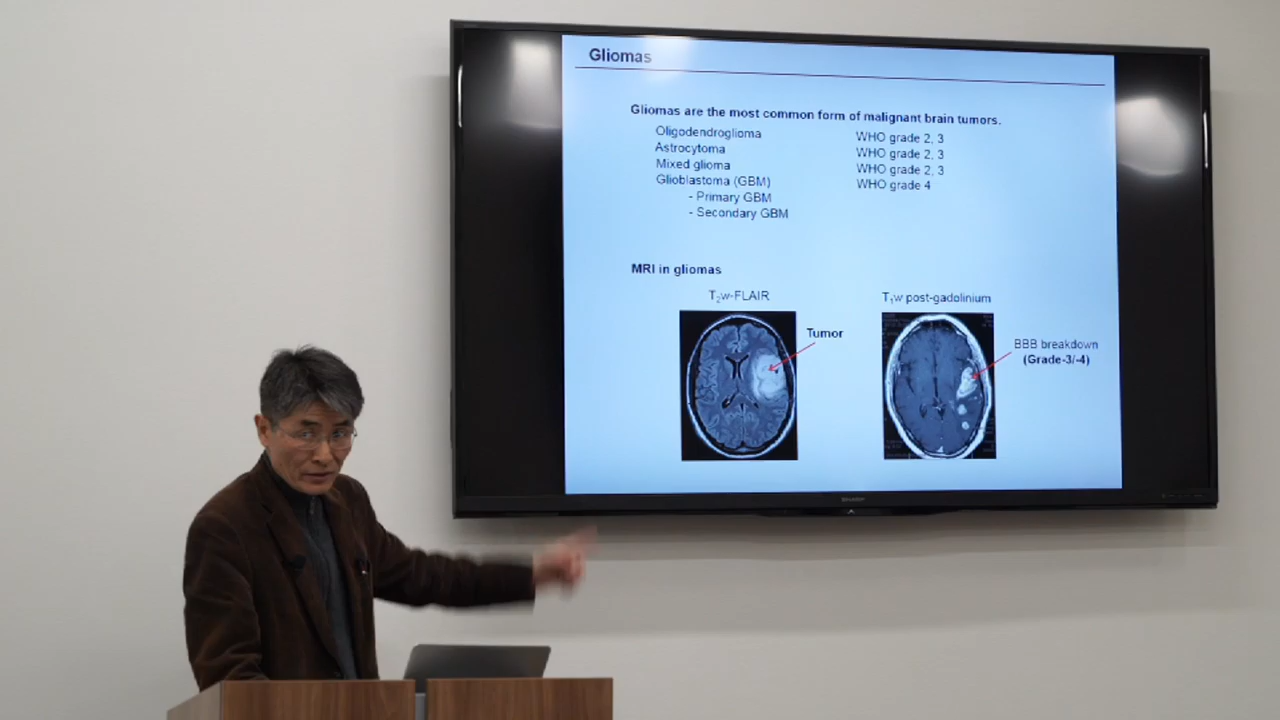 Gliomas
Gliomas are the most common form of malignant brain tumors.
Oligodendroglioma WHO grade 2, 3
Astrocytoma WHO grade 2, 3
Mixed glioma WHO grade 2, 3
Glioblastoma (GBM) WHO grade 4
- Primary GBM
- Secondary GBM
MRI in gliomas
T2w-FLAIR
T1w post-gadolinium
Tumor
BBB breakdown
(Grade-3/-4)
SHARP